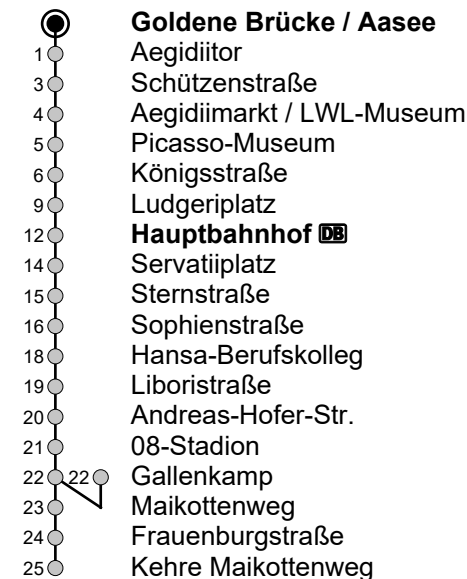 Goldene Brücke / Aasee
1 Aegidiitor
3 Schützenstraße
4 Aegidiimarkt / LWL-Museum
5 Picasso-Museum
6 Königsstraße
9 Ludgeriplatz
12 Hauptbahnhof DB
14 Servatiiplatz
15 Sternstraße
16 Sophienstraße
18 Hansa-Berufskolleg
19 Liboristraße
20 Andreas-Hofer-Str.
21 08-Stadion
22 22 Gallenkamp
23 Maikottenweg
24 Frauenburgstraße
25 Kehre Maikottenweg